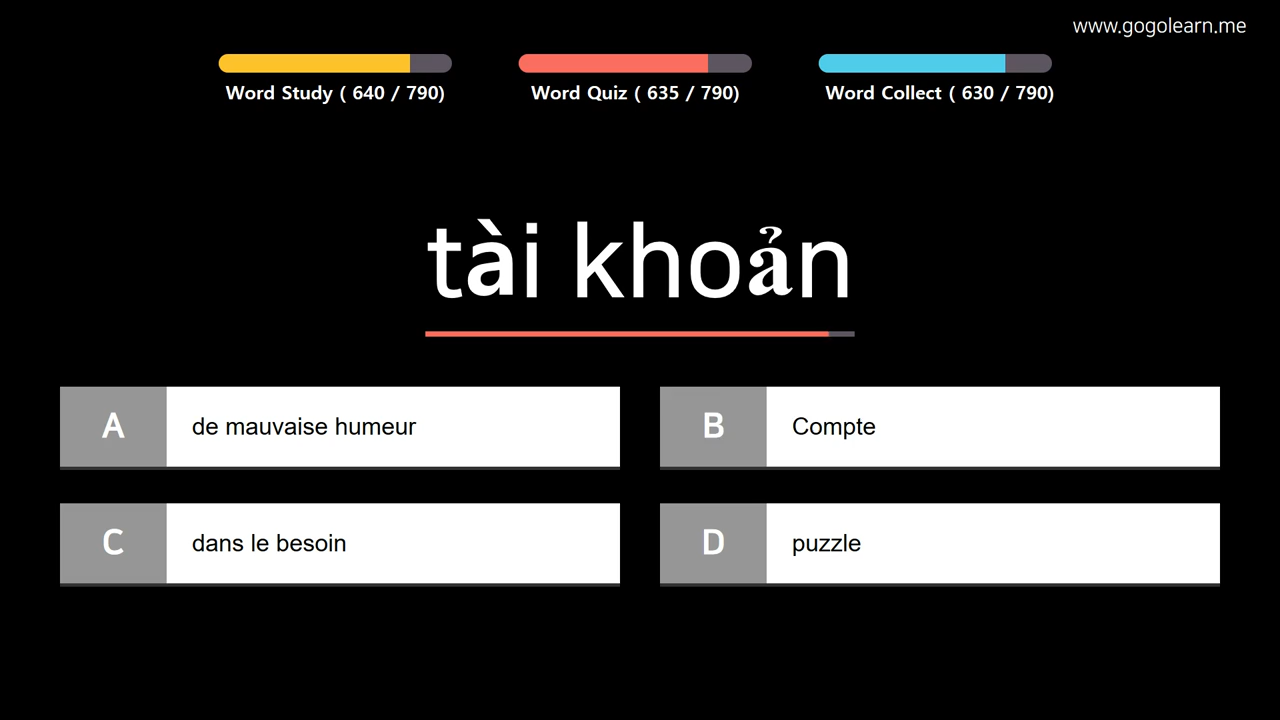 www.gogolearn.me
Word Study ( 640 / 790)
Word Quiz ( 635 / 790)
Word Collect ( 630 / 790)
tài khoản
A
de mauvaise humeur
B
Compte
C
dans le besoin
D
puzzle